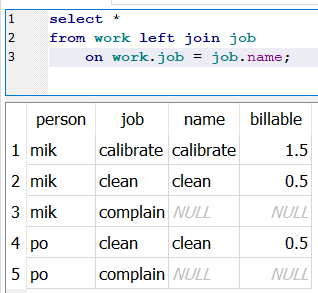 1 select *
2 from work left join job
3 on work.job = job.name;
person job name billable
1 mik calibrate calibrate 1.5
2 mik clean clean 0.5
3 mik complain NULL NULL
4 po clean clean 0.5
5 po complain NULL NULL